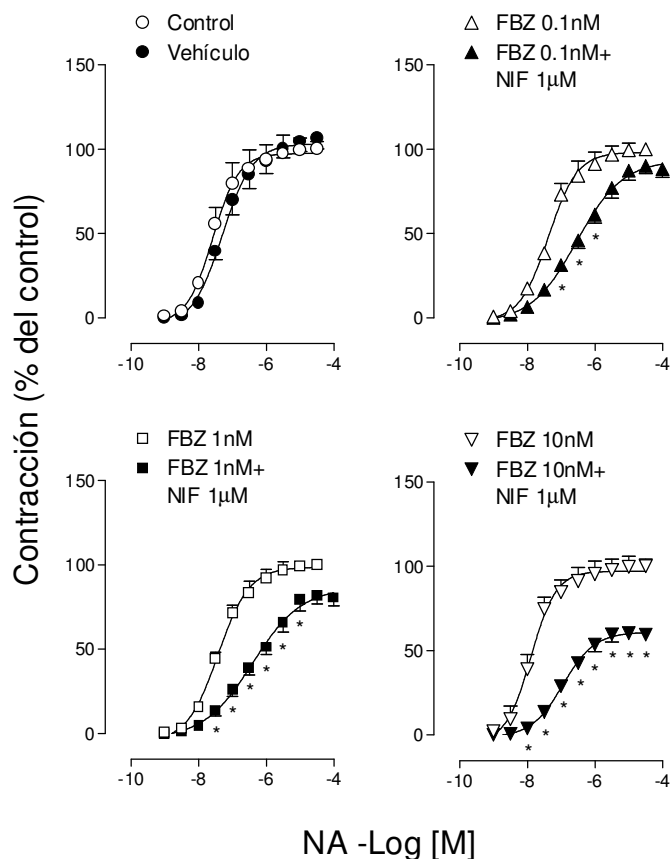 Control
Vehículo
FBZ 0.1nM
FBZ 0.1nM+
NIF 1µM
150
100
50
0
-10
-8
-6
-4
150
100
50
0
-10
-8
-6
-4
FBZ 1nM
FBZ 1nM+
NIF 1µM
FBZ 10nM
FBZ 10nM+
NIF 1µM
150
100
50
0
-10
-8
-6
-4
150
100
50
0
-10
-8
-6
-4
* * *
* * * * * *
* * * * * * * *
Contracción (% del control)
NA -Log [M]